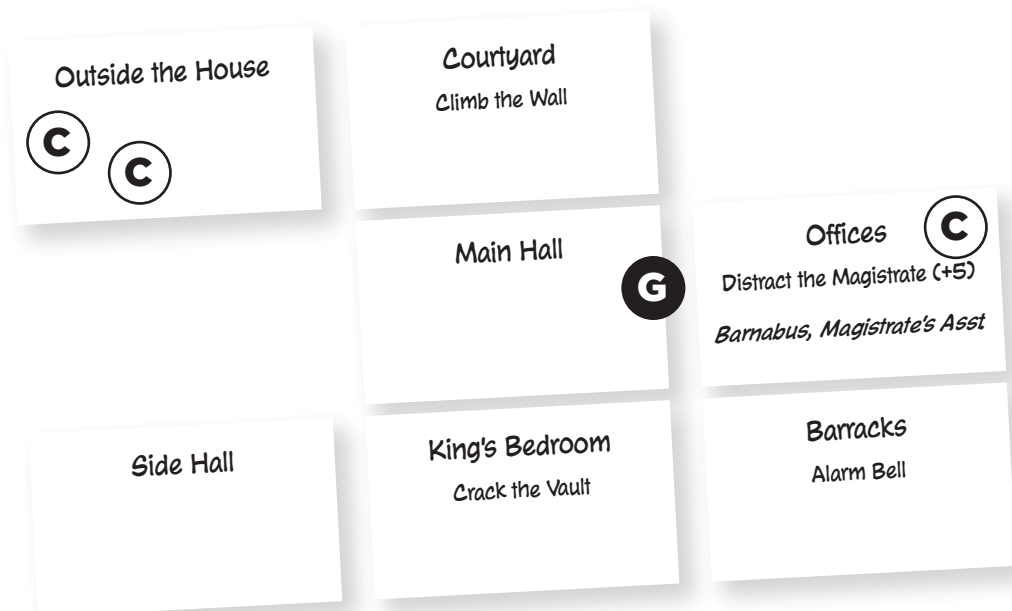 Outside the House
C
C
Courtyard
Climb the Wall
Main Hall
G
Offices
C
Distract the Magistrate (+5)
Barnabus, Magistrate's Asst
Side Hall
King's Bedroom
Crack the Vault
Barracks
Alarm Bell